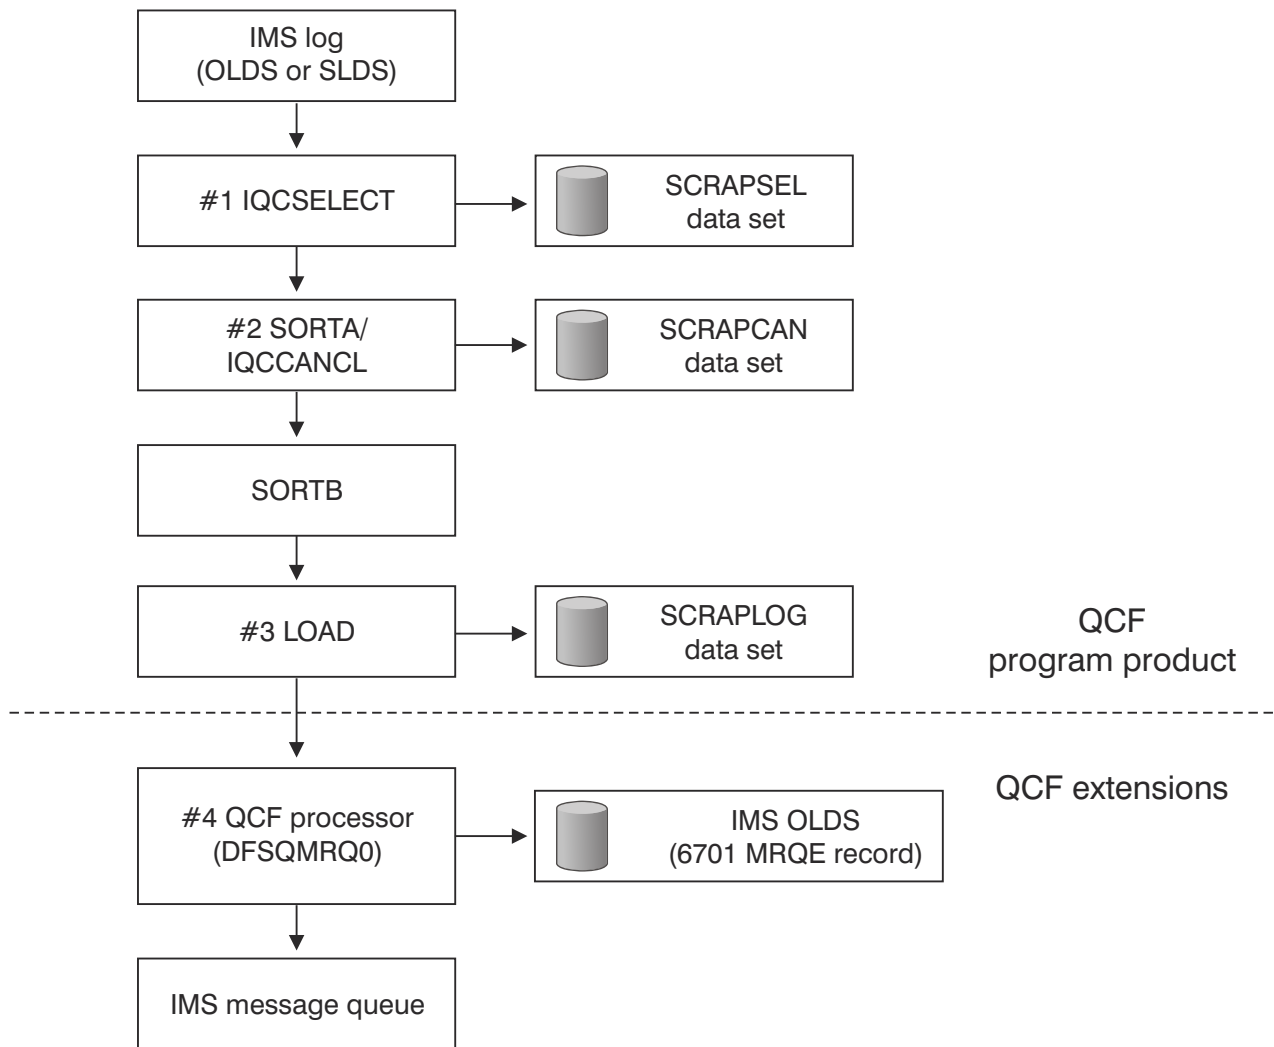 IMS log
(OLDS or SLDS)
#1 IQCSELECT
SCRAPSEL
data set
#2 SORTA/
IQCCANCL
SCRAPCAN
data set
SORTB
#3 LOAD
SCRAPLOG
data set
QCF
program product
#4 QCF processor
(DFSQMRQ0)
IMS OLDS
(6701 MRQE record)
QCF extensions
IMS message queue